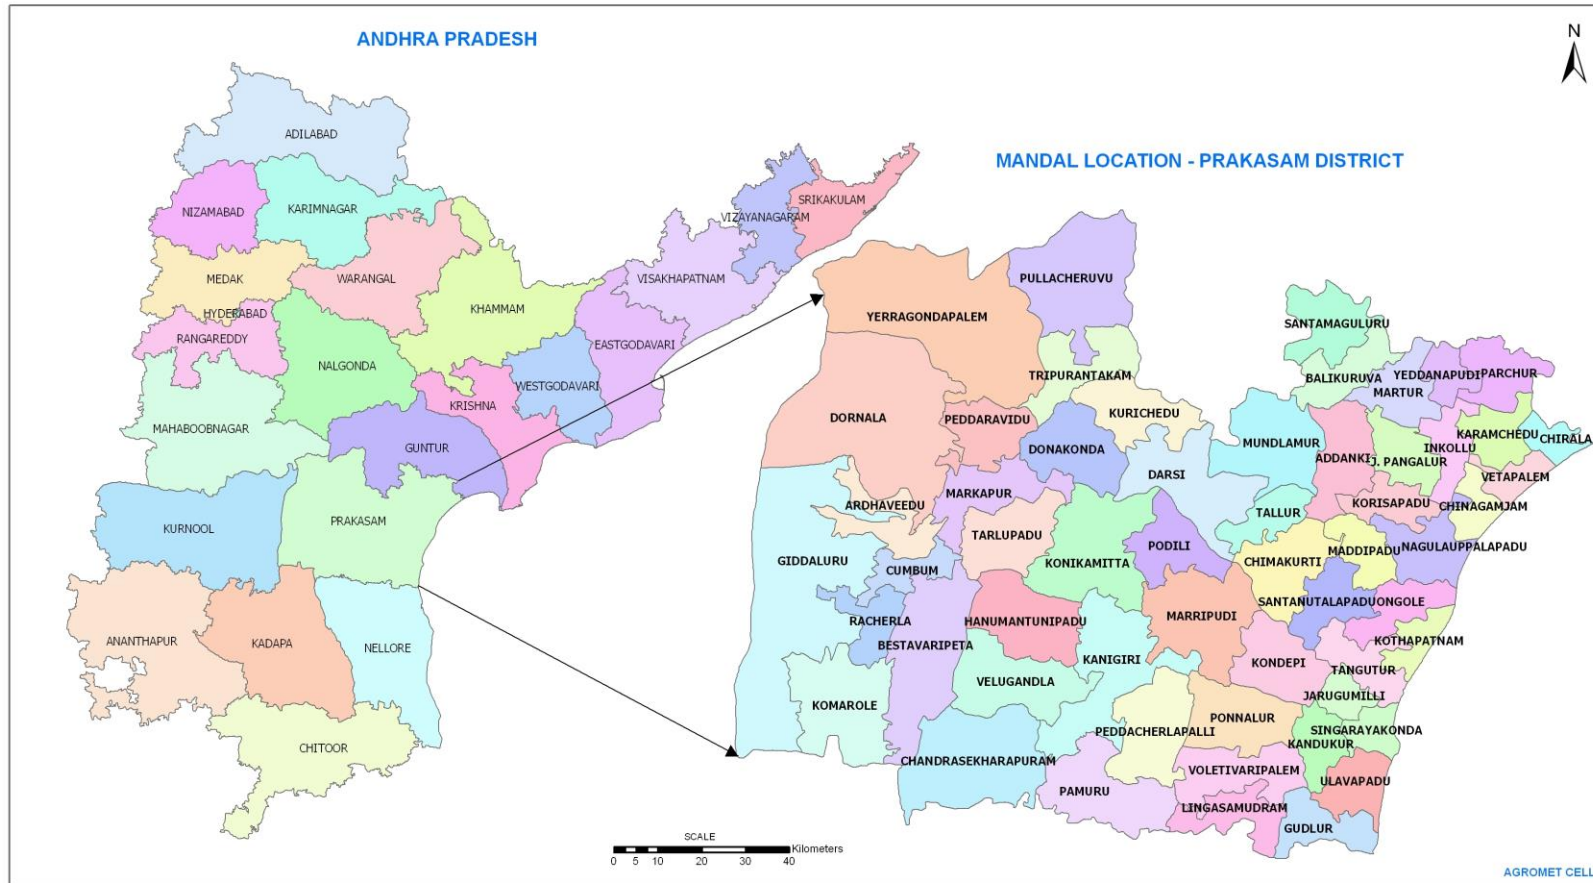 ANDHRA PRADESH
N
MANDAL LOCATION - PRAKASAM DISTRICT
ADILABAD
NIZAMABAD
KARIMNAGAR
MEDAK
WARANGAL
HYDERABAD
RANGAREDDY
NALGONDA
KHAMMAM
MAHABOOBNAGAR
KRISHNA
WESTGODAVARI
EASTGODAVARI
VISAKHAPATNAM
VIZAYANAGARAM
SRIKAKULAM
GUNTUR
PRAKASAM
KURNOOL
ANANTHAPUR
KADAPA
NELLORE
CHITOOR
YERRAGONDAPALEM
PULLACHERUVU
TRIPURANTAKAM
DORNALA
PEDDARAVIDU
KURICHEDU
DONAKONDA
DARSI
SANTAMAGULURU
BALIKURUVA
YEDDANAPUDI
PARCHUR
MARTUR
MUNDLAMUR
ADDANKI
J. PANGALUR
INKOLLU
KARAMCHEDU
CHIRALA
VETAPALEM
CHINAGAMJAM
KORISAPADU
TALLUR
MARKAPUR
ARDHAVEEDU
TARLUPADU
KONIKAMITTA
PODILI
CHIMAKURTI
MADDIPADU
NAGULAUPPALAPADU
GIDDALURU
CUMBUM
RACHERLA
BESTAVARIPETA
HANUMANTUNIPADU
MARRIPUDI
SANTANUTALAPADU
ONGOLE
KOTHAPATNAM
KANIGIRI
KONDEPI
TANGUTUR
VELUGANDLA
JARUGUMILLI
KOMAROLE
PEDDACHERLAPALLI
PONNALUR
SINGARAYAKONDA
KANDUKUR
CHANDRASEKHARAPURAM
VOLETIVARIPALEM
ULAVAPADU
PAMURU
LINGASAMUDRAM
GUDLUR
SCALE
Kilometers
0 5 10 20 30 40
AGROMET CELL